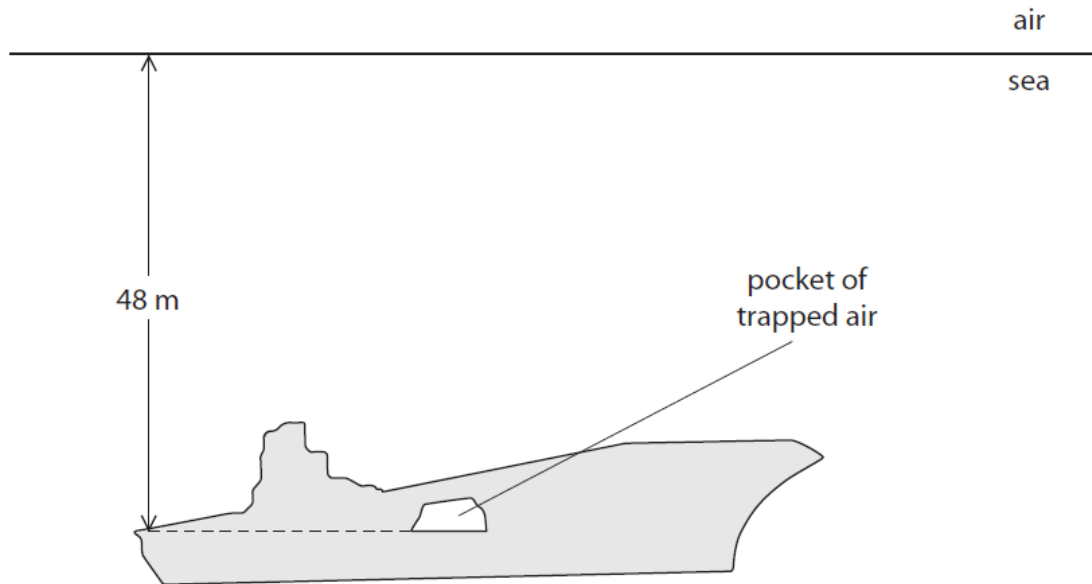 air
sea
48 m
pocket of
trapped air